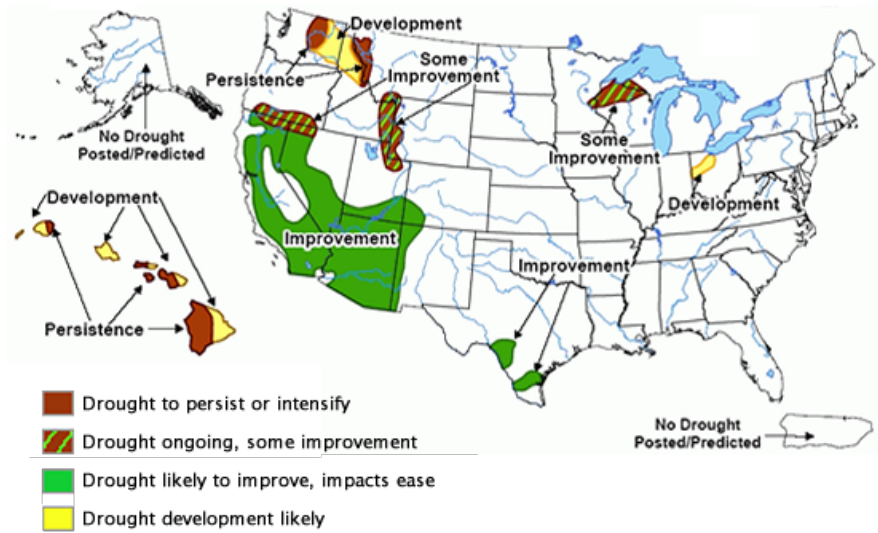 Development
Persistence
Some
Improvement
No Drought
Posted/Predicted
Some
Improvement
Development
Development
Improvement
Improvement
Persistence
Drought to persist or intensify
No Drought
Posted/Predicted
Drought ongoing, some improvement
Drought likely to improve, impacts ease
Drought development likely